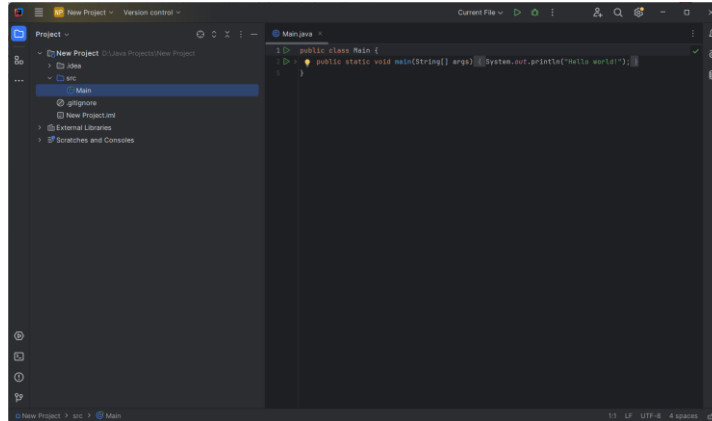 NP New Project Version control Current File
Project
Main.java
New Project D:\Java Projects\New Project
.idea
src
Main
.gitignore
New Project.iml
External Libraries
Scratches and Consoles
1 public class Main {
2 public static void main(String[] args) { System.out.println("Hello world!"); }
}
New Project > src > Main 1:1 LF UTF-8 4 spaces